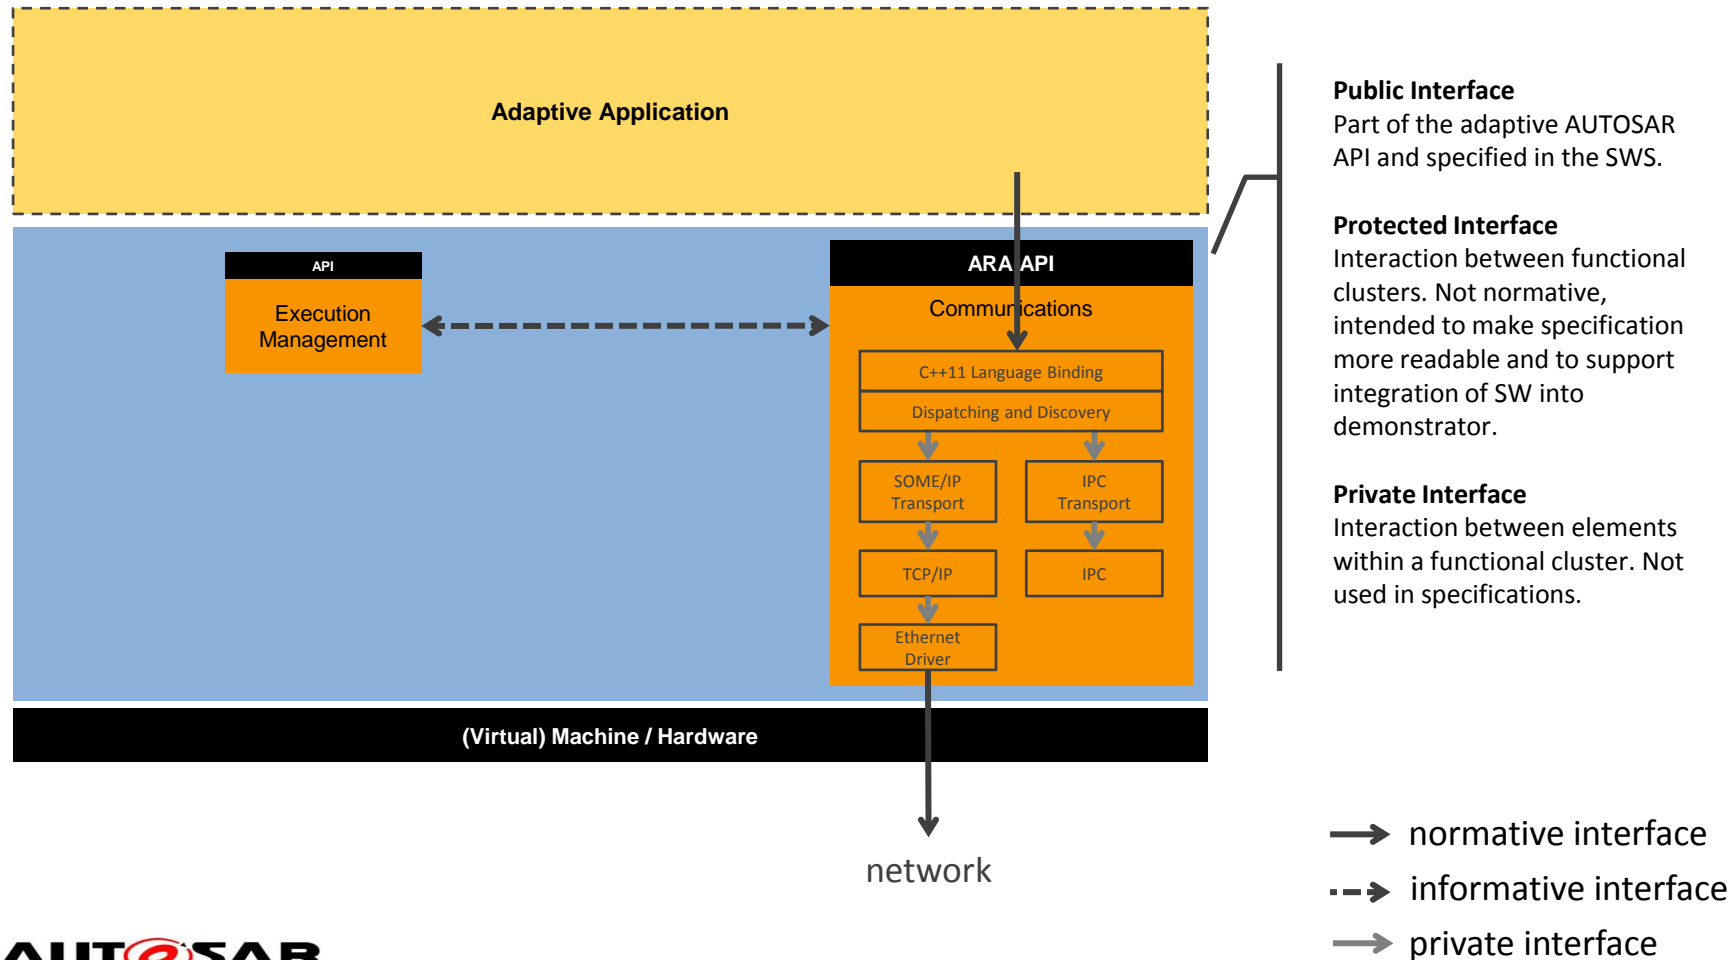 Adaptive Application
API
Execution
Management
ARA API
Communications
C++11 Language Binding
Dispatching and Discovery
SOME/IP
Transport
IPC
Transport
TCP/IP
IPC
Ethernet
Driver
(Virtual) Machine / Hardware
network
Public Interface
Part of the adaptive AUTOSAR
API and specified in the SWS.
Protected Interface
Interaction between functional
clusters. Not normative,
intended to make specification
more readable and to support
integration of SW into
demonstrator.
Private Interface
Interaction between elements
within a functional cluster. Not
used in specifications.
normative interface
informative interface
private interface
AUTOSAR